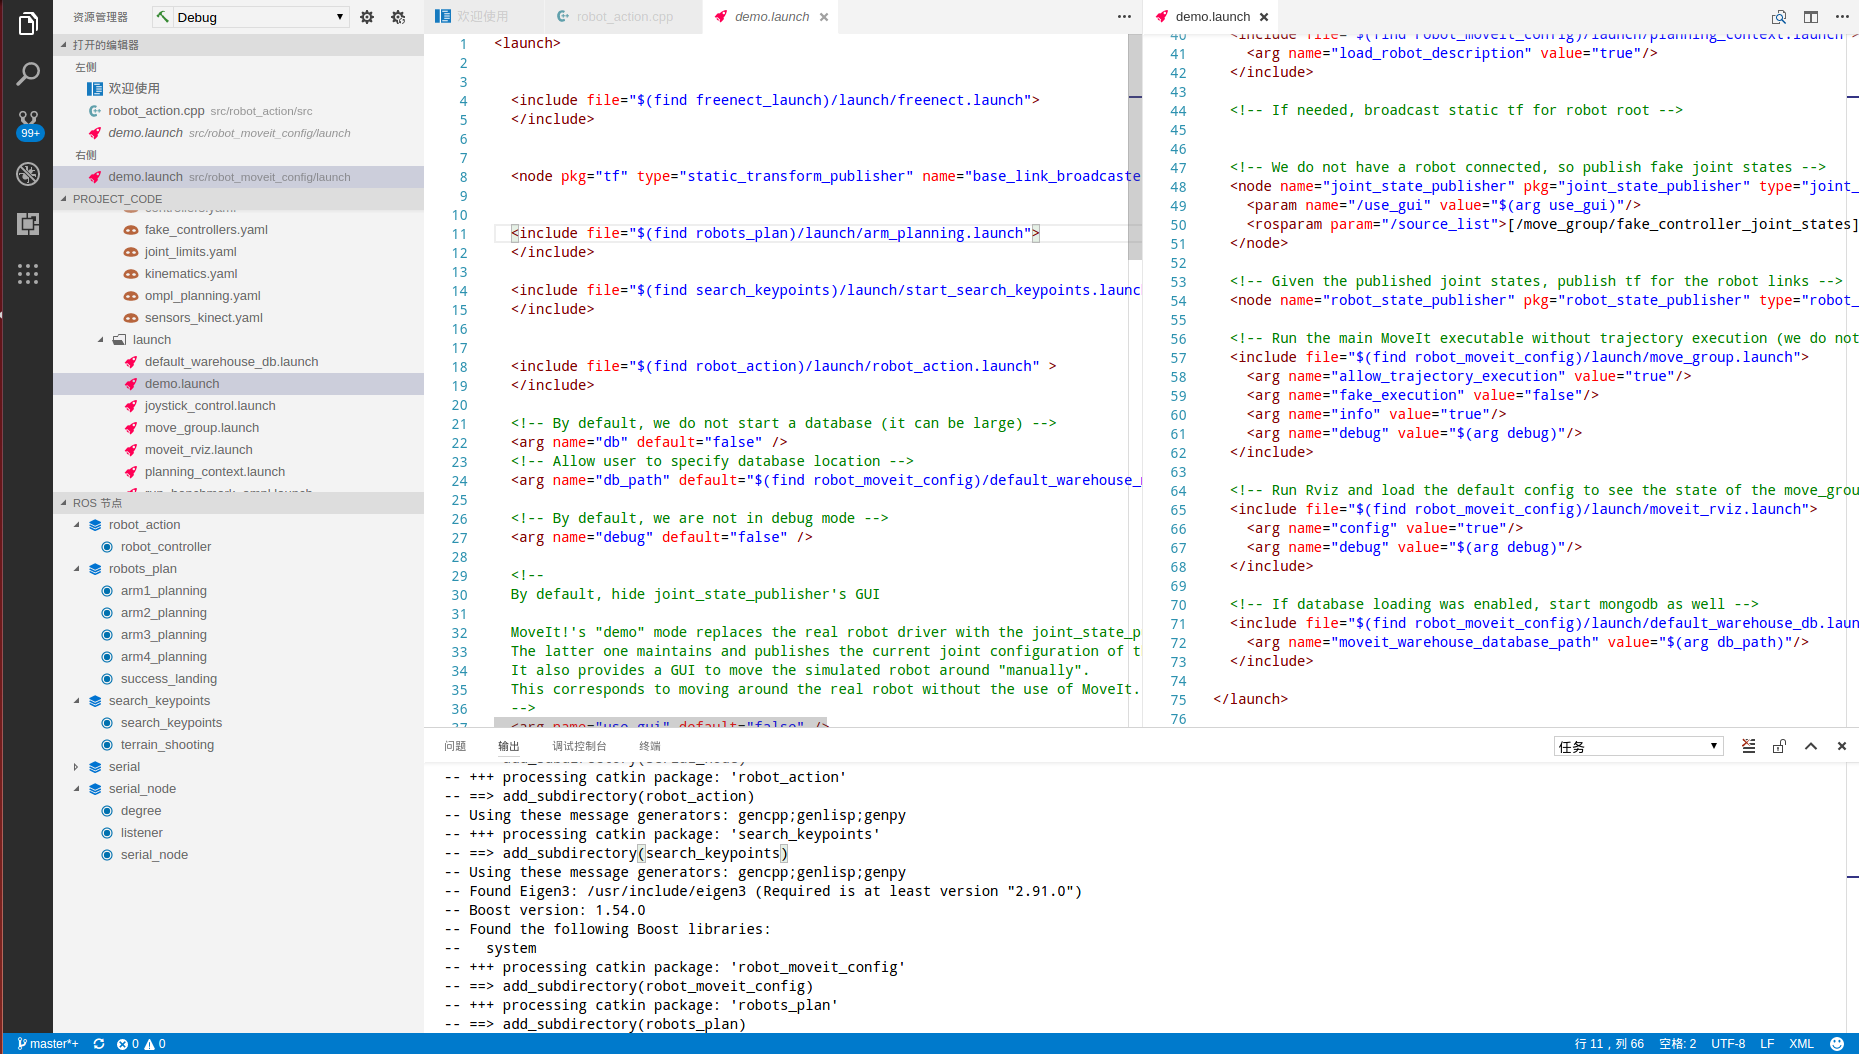 资源管理器
Debug
打开的编辑器
左侧
欢迎使用
robot_action.cpp src/robot_action/src
demo.launch src/robot_moveit_config/launch
右侧
demo.launch src/robot_moveit_config/launch
PROJECT_CODE
controllers.yaml
fake_controllers.yaml
joint_limits.yaml
kinematics.yaml
ompl_planning.yaml
sensors_kinect.yaml
launch
default_warehouse_db.launch
demo.launch
joystick_control.launch
move_group.launch
moveit_rviz.launch
planning_context.launch
ROS 节点
robot_action
robot_controller
robots_plan
arm1_planning
arm2_planning
arm3_planning
arm4_planning
success_landing
search_keypoints
search_keypoints
terrain_shooting
serial
serial_node
degree
listener
serial_node
99+
欢迎使用
robot_action.cpp
demo.launch
1 <launch>
2
3
4 <include file="$(find freenect_launch)/launch/freenect.launch">
5 </include>
6
7
8 <node pkg="tf" type="static_transform_publisher" name="base_link_broadcaste
9
10
11 <include file="$(find robots_plan)/launch/arm_planning.launch">
12 </include>
13
14 <include file="$(find search_keypoints)/launch/start_search_keypoints.launc
15 </include>
16
17
18 <include file="$(find robot_action)/launch/robot_action.launch" >
19 </include>
20
21 <!-- By default, we do not start a database (it can be large) -->
22 <arg name="db" default="false" />
23 <!-- Allow user to specify database location -->
24 <arg name="db_path" default="$(find robot_moveit_config)/default_warehouse_
25
26 <!-- By default, we are not in debug mode -->
27 <arg name="debug" default="false" />
28
29 <!--
30 By default, hide joint_state_publisher's GUI
31
32 MoveIt!'s "demo" mode replaces the real robot driver with the joint_state_p
33 The latter one maintains and publishes the current joint configuration of t
34 It also provides a GUI to move the simulated robot around "manually".
35 This corresponds to moving around the real robot without the use of MoveIt.
36 -->
37 <arg name="use_gui" default="false" />
demo.launch
40 <include file="$(find robot_moveit_config)/launch/planning_context.launch">
41 <arg name="load_robot_description" value="true"/>
42 </include>
43
44 <!-- If needed, broadcast static tf for robot root -->
45
46
47 <!-- We do not have a robot connected, so publish fake joint states -->
48 <node name="joint_state_publisher" pkg="joint_state_publisher" type="joint_
49 <param name="/use_gui" value="$(arg use_gui)"/>
50 <rosparam param="/source_list">[/move_group/fake_controller_joint_states]
51 </node>
52
53 <!-- Given the published joint states, publish tf for the robot links -->
54 <node name="robot_state_publisher" pkg="robot_state_publisher" type="robot_
55
56 <!-- Run the main MoveIt executable without trajectory execution (we do not
57 <include file="$(find robot_moveit_config)/launch/move_group.launch">
58 <arg name="allow_trajectory_execution" value="true"/>
59 <arg name="fake_execution" value="false"/>
60 <arg name="info" value="true"/>
61 <arg name="debug" value="$(arg debug)"/>
62 </include>
63
64 <!-- Run Rviz and load the default config to see the state of the move_grou
65 <include file="$(find robot_moveit_config)/launch/moveit_rviz.launch">
66 <arg name="config" value="true"/>
67 <arg name="debug" value="$(arg debug)"/>
68 </include>
69
70 <!-- If database loading was enabled, start mongodb as well -->
71 <include file="$(find robot_moveit_config)/launch/default_warehouse_db.laun
72 <arg name="moveit_warehouse_database_path" value="$(arg db_path)"/>
73 </include>
74
75 </launch>
76
问题 输出 调试控制台 终端 任务
-- +++ processing catkin package: 'robot_action'
-- ==> add_subdirectory(robot_action)
-- Using these message generators: gencpp;genlisp;genpy
-- +++ processing catkin package: 'search_keypoints'
-- ==> add_subdirectory(search_keypoints)
-- Using these message generators: gencpp;genlisp;genpy
-- Found Eigen3: /usr/include/eigen3 (Required is at least version "2.91.0")
-- Boost version: 1.54.0
-- Found the following Boost libraries:
-- system
-- +++ processing catkin package: 'robot_moveit_config'
-- ==> add_subdirectory(robot_moveit_config)
-- +++ processing catkin package: 'robots_plan'
-- ==> add_subdirectory(robots_plan)
master*+ 0 0 行 11，列 66 空格: 2 UTF-8 LF XML